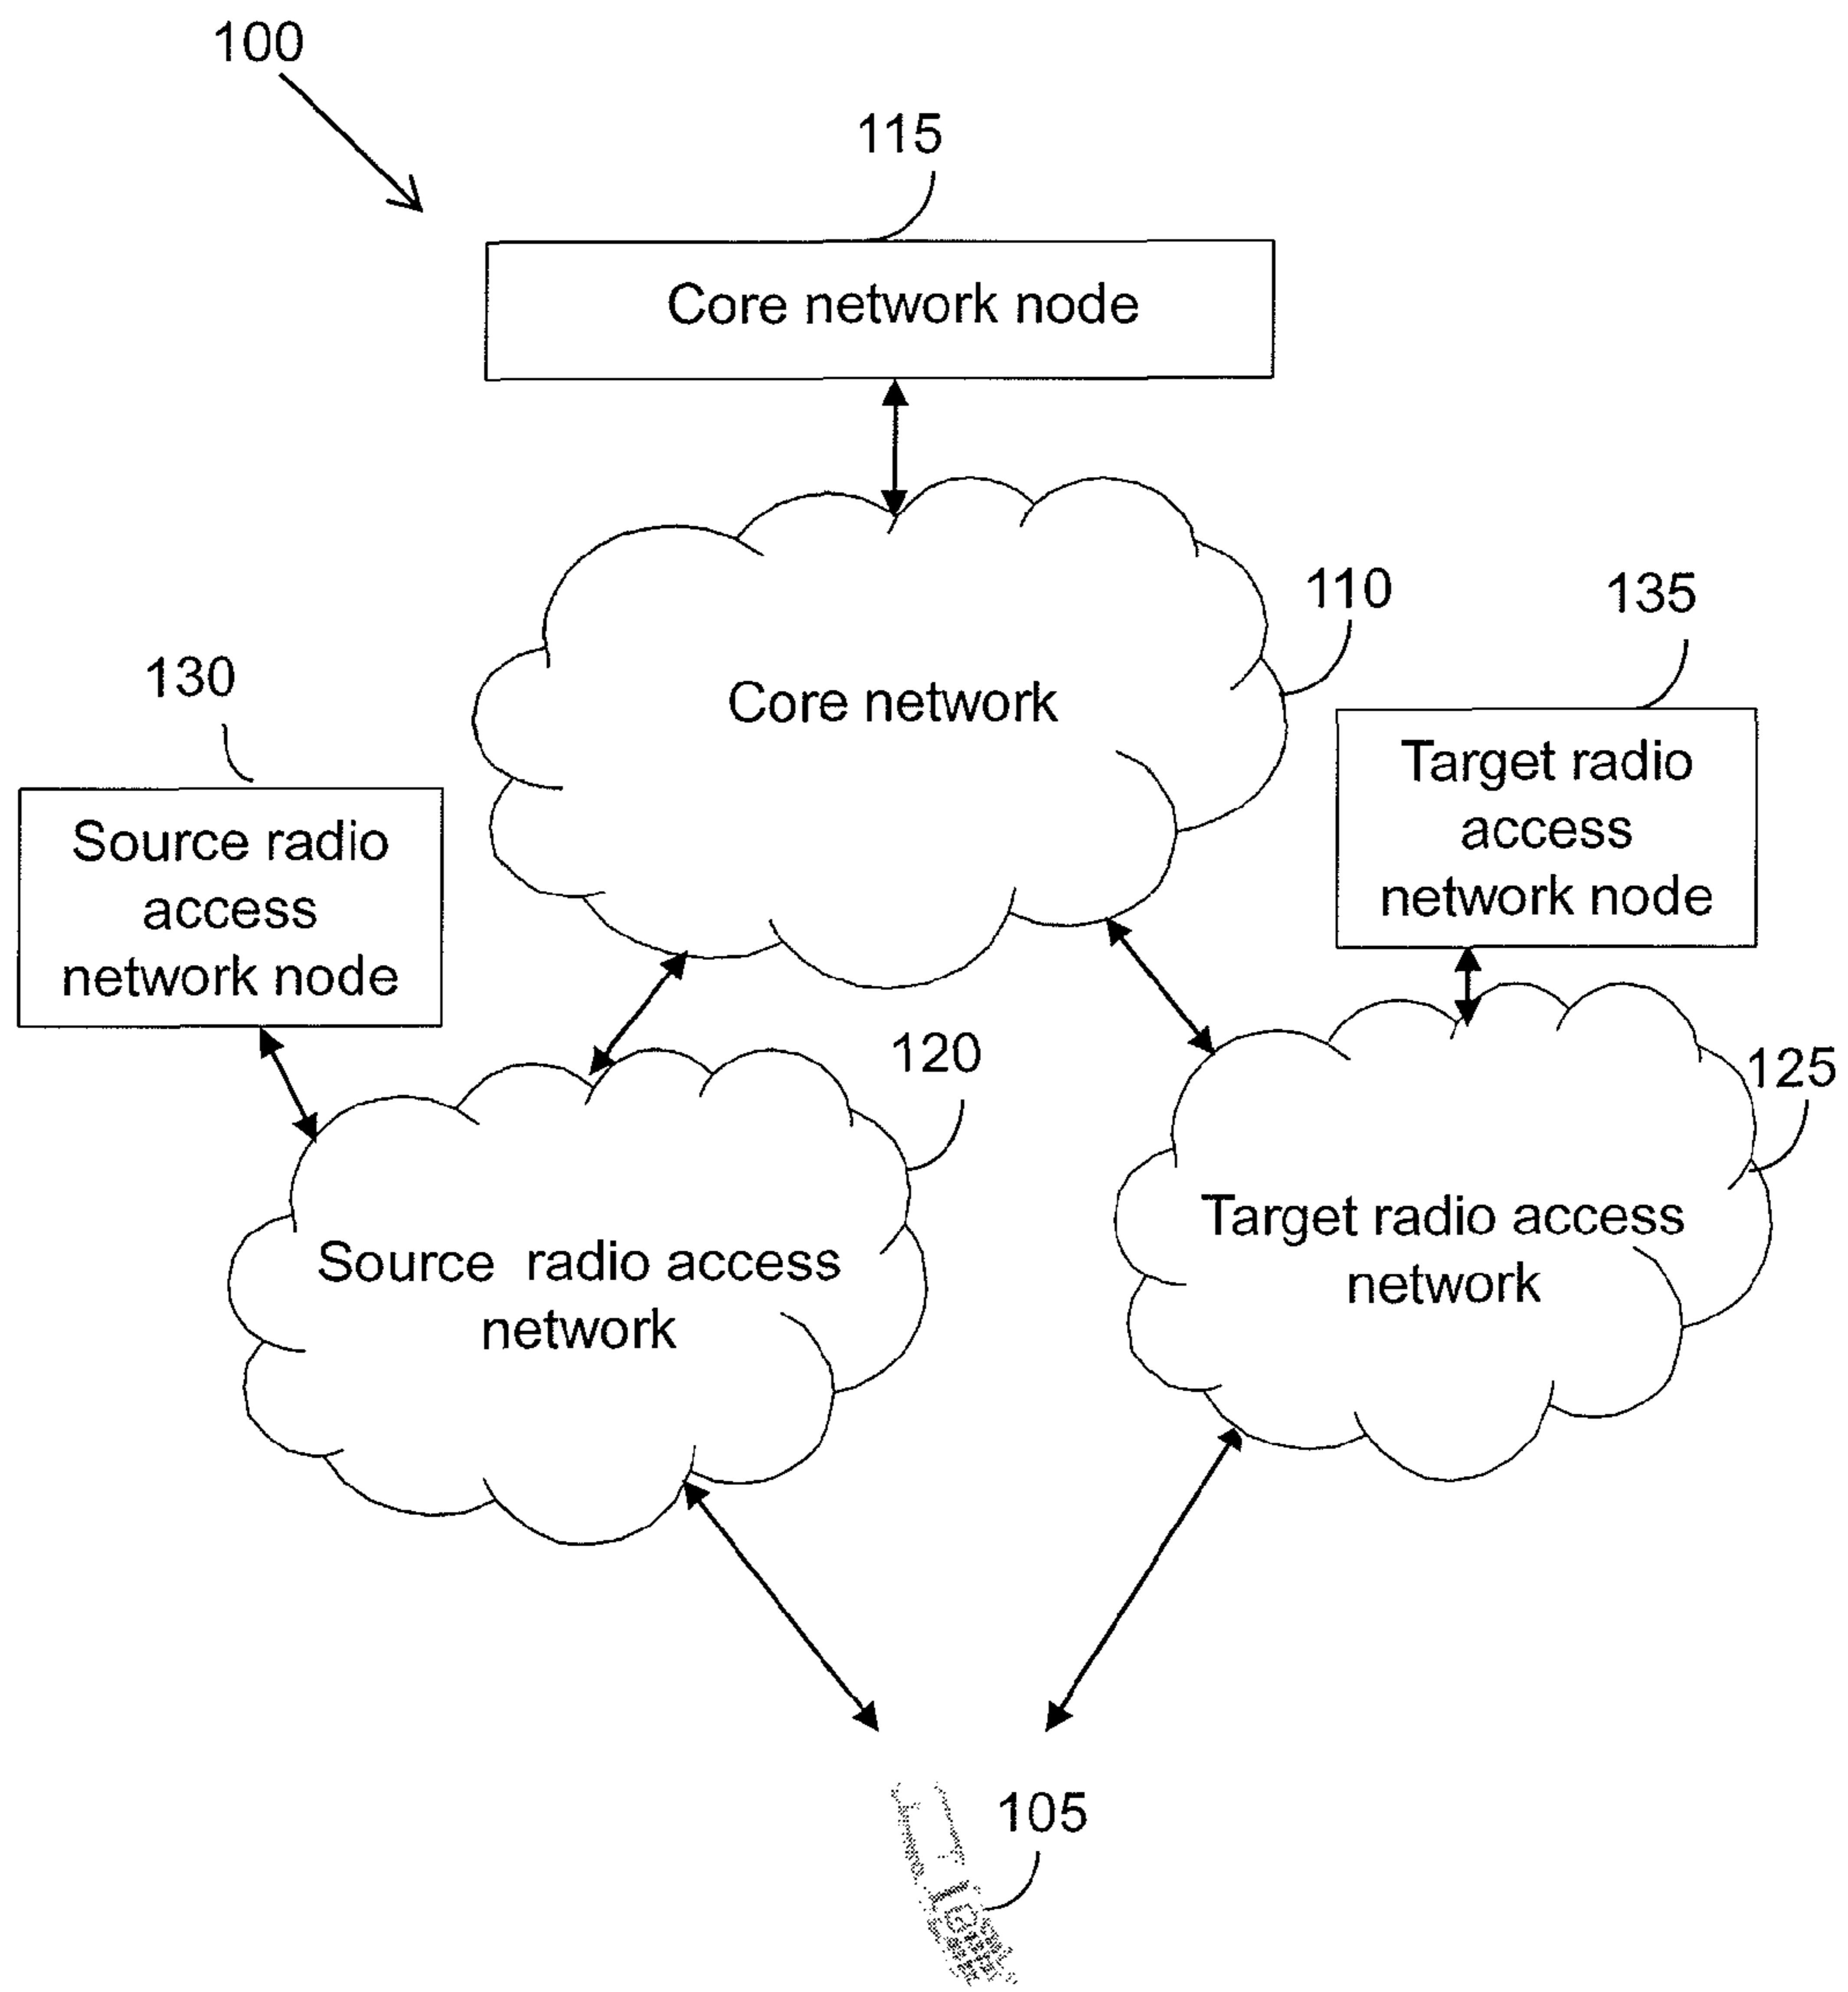 100
115
Core network node
110
135
Core network
130
Target radio
access
network node
Source radio
access
network node
120
125
Target radio access
network
Source radio access
network
105